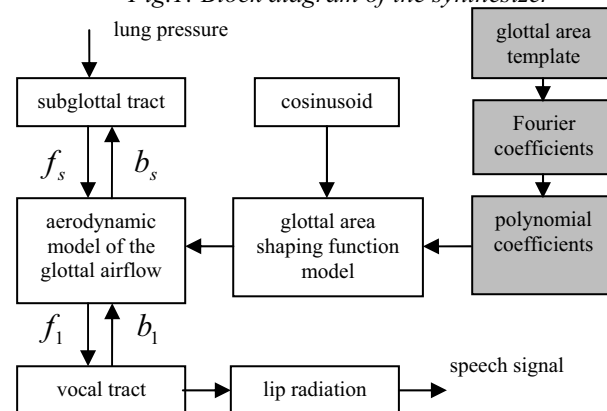 Fig.1: Block diagram of the synthesizer
lung pressure
glottal area
template
subglottal tract
cosinusoid
Fourier
coefficients
f_s
b_s
aerodynamic
model of the
glottal airflow
glottal area
shaping function
model
polynomial
coefficients
f_1
b_1
speech signal
vocal tract
lip radiation